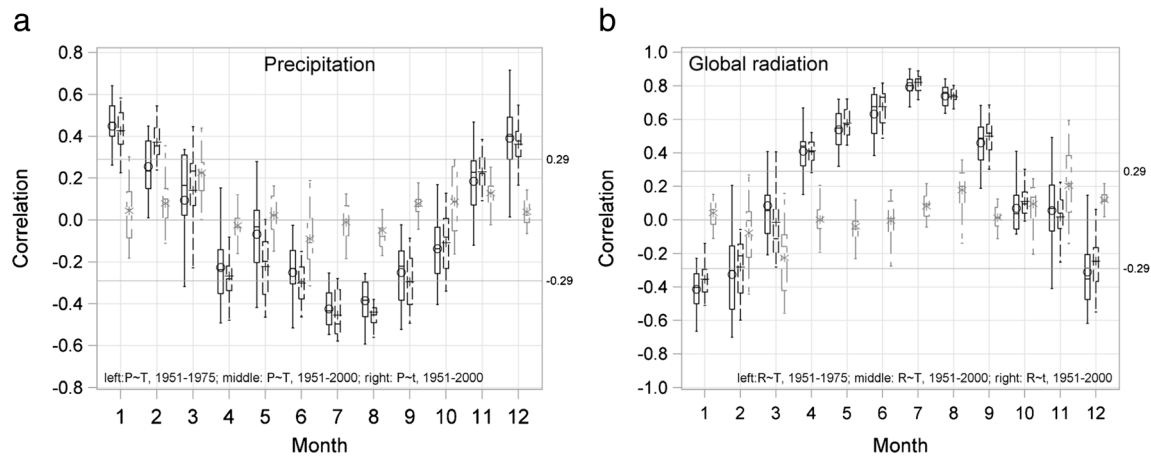 a
Precipitation
Correlation
0.8
0.6
0.4
0.2
0.0
-0.2
-0.4
-0.6
-0.8
0.29
-0.29
left:P~T, 1951-1975; middle: P~T, 1951-2000; right: P~t, 1951-2000
1 2 3 4 5 6 7 8 9 10 11 12
Month
b
Global radiation
Correlation
1.0
0.8
0.6
0.4
0.2
0.0
-0.2
-0.4
-0.6
-0.8
-1.0
0.29
-0.29
left:R~T, 1951-1975; middle: R~T, 1951-2000; right: R~t, 1951-2000
1 2 3 4 5 6 7 8 9 10 11 12
Month